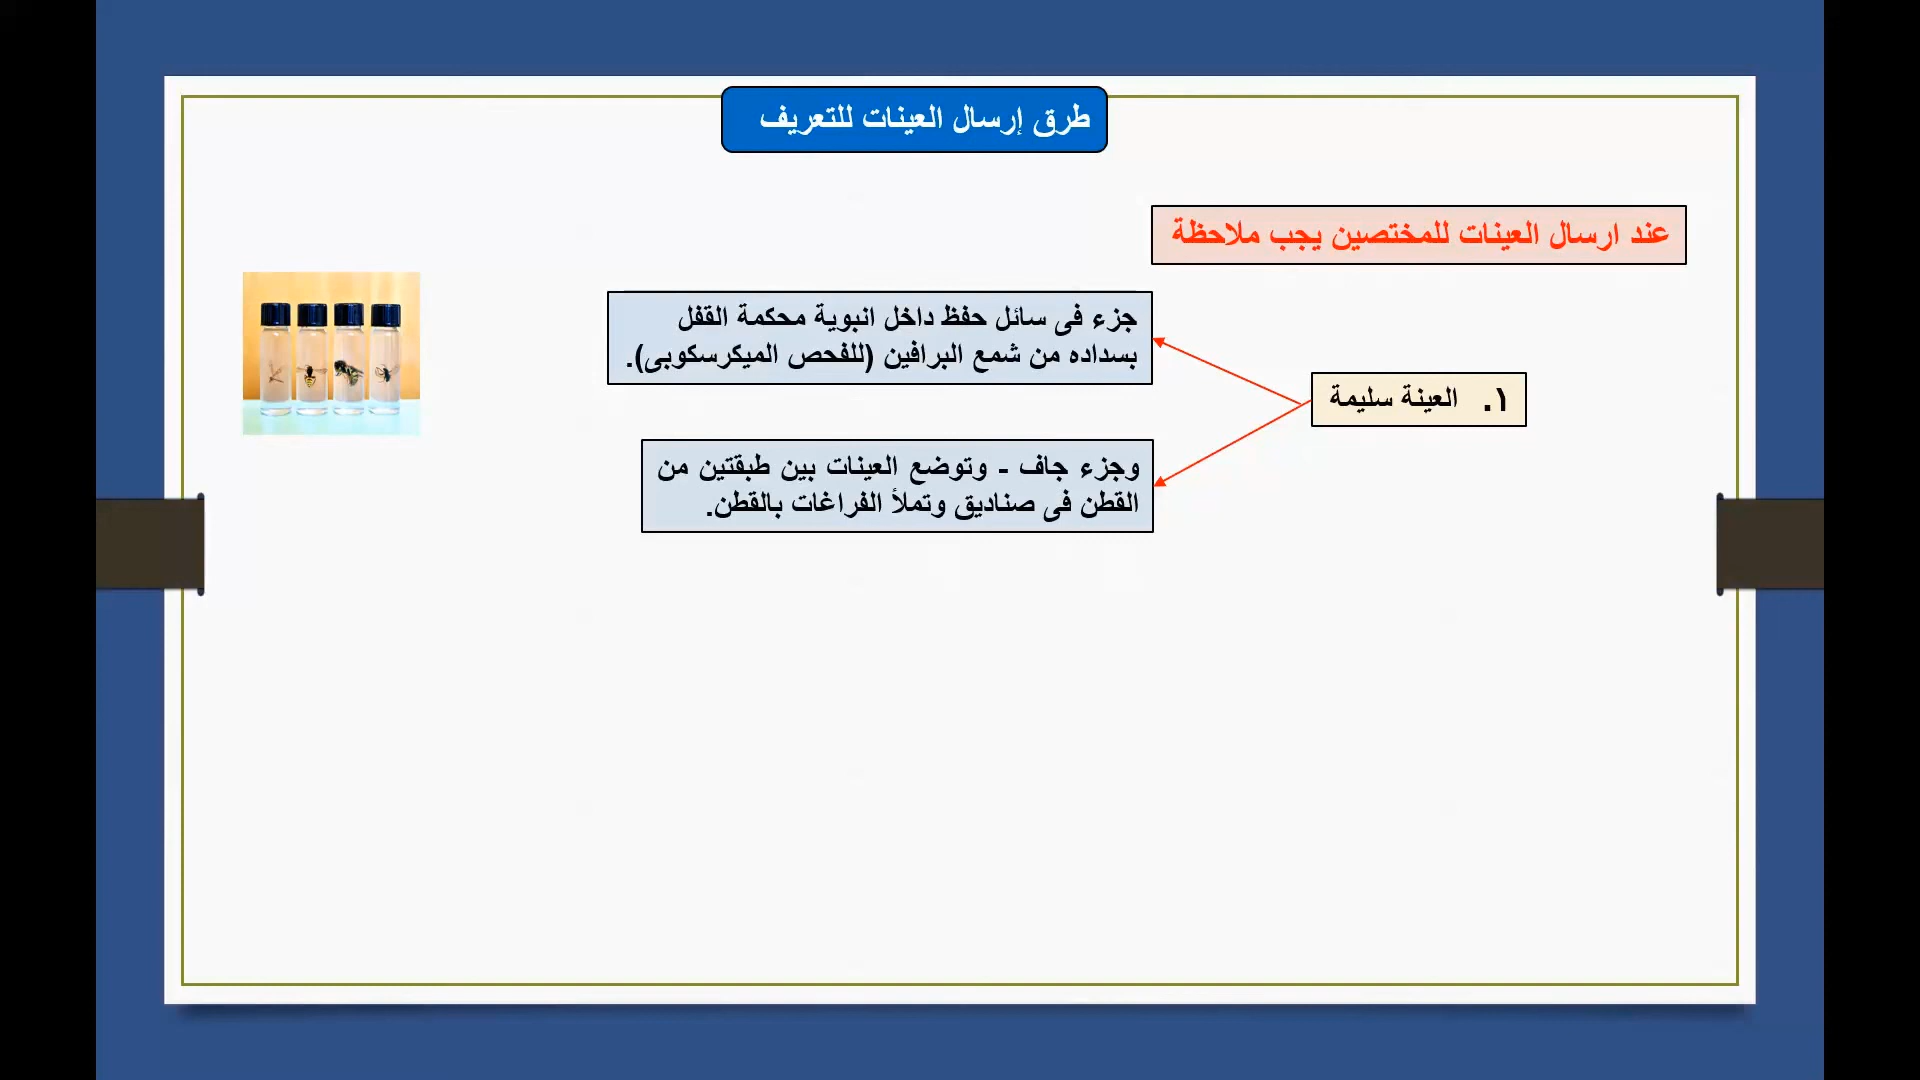 طرق إرسال العينات للتعريف
عند ارسال العينات للمختصين يجب ملاحظة
١. العينة سليمة
جزء فى سائل حفظ داخل انبوية محكمة القفل
بسداده من شمع البرافين (للفحص الميكرسكوبى).
وجزء جاف - وتوضع العينات بين طبقتين من
القطن فى صناديق وتملأ الفراغات بالقطن.